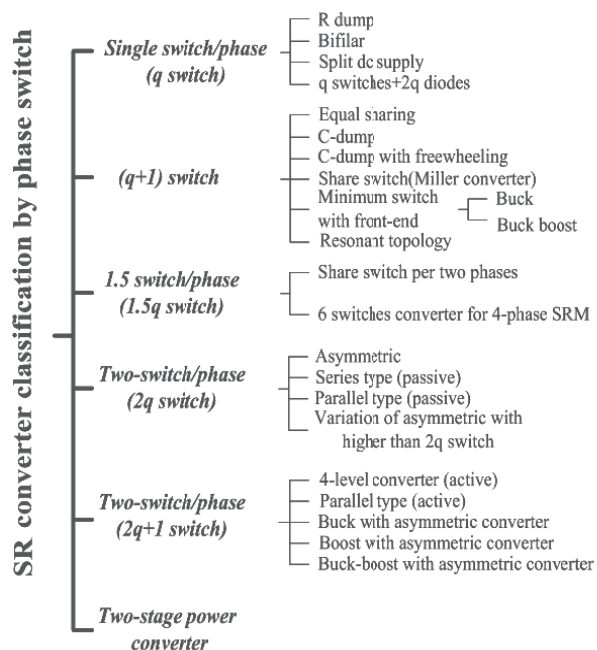 SR converter classification by phase switch
Single switch/phase
(q switch)
R dump
Bifilar
Split dc supply
q switches+2q diodes
(q+1) switch
Equal sharing
C-dump
C-dump with freewheeling
Share switch(Miller converter)
Minimum switch
with front-end
Buck
Buck boost
Resonant topology
1.5 switch/phase
(1.5q switch)
Share switch per two phases
6 switches converter for 4-phase SRM
Two-switch/phase
(2q switch)
Asymmetric
Series type (passive)
Parallel type (passive)
Variation of asymmetric with
higher than 2q switch
Two-switch/phase
(2q+1 switch)
4-level converter (active)
Parallel type (active)
Buck with asymmetric converter
Boost with asymmetric converter
Buck-boost with asymmetric converter
Two-stage power
converter